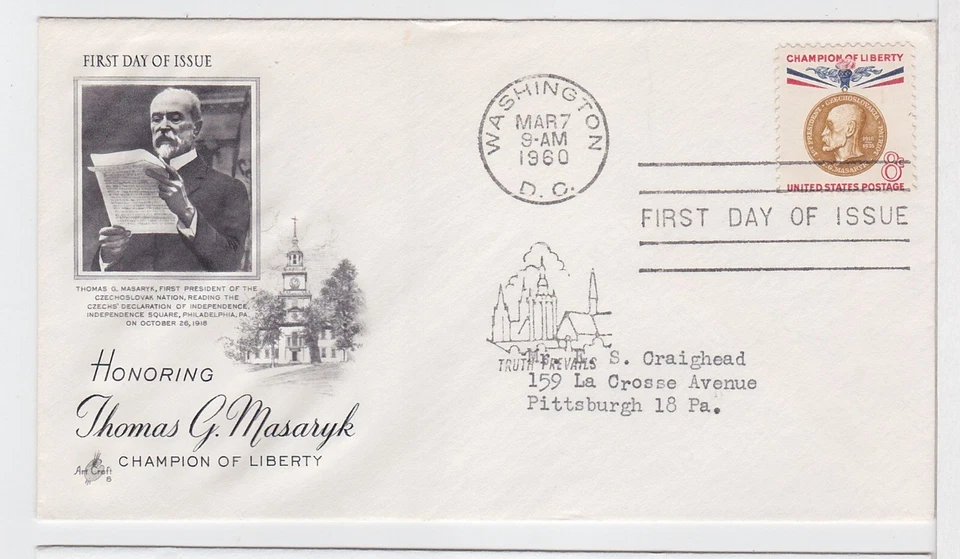 FIRST DAY OF ISSUE
THOMAS G. MASARYK, FIRST PRESIDENT OF THE
CZECHOSLOVAK NATION, READING THE
CZECHS' DECLARATION OF INDEPENDENCE,
INDEPENDENCE SQUARE, PHILADELPHIA, PA.
ON OCTOBER 26, 1918
HONORING
Thomas G. Masaryk
CHAMPION OF LIBERTY
Art Craft
WASHINGTON
MAR 7
9-AM
1960
D. C.
CHAMPION OF LIBERTY
8¢
UNITED STATES POSTAGE
FIRST DAY OF ISSUE
TRUTH PREVAILS
Mr. S. Craighead
159 La Crosse Avenue
Pittsburgh 18 Pa.